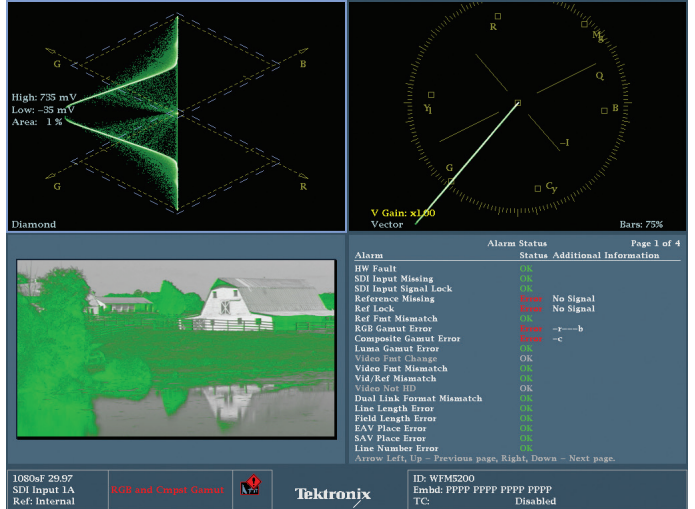 G
B
High: 735 mV
Low: -35 mV
Area: 1 %
G
R
Diamond
R
Mg
Q
Yl
B
-I
G
Cy
V Gain: x1.00
Vector
Bars: 75%
Alarm Status
Page 1 of 4
Alarm Status Additional Information
HW Fault OK
SDI Input Missing OK
SDI Input Signal Lock OK
Reference Missing No Signal
Ref Lock No Signal
Ref Fmt Mismatch OK
RGB Gamut Error -r---b
Composite Gamut Error -c
Luma Gamut Error OK
Video Fmt Change OK
Video Fmt Mismatch OK
Vid/Ref Mismatch OK
Video Not HD OK
Dual Link Format Mismatch OK
Line Length Error OK
Field Length Error OK
EAV Place Error OK
SAV Place Error OK
Line Number Error OK
Arrow Left, Up - Previous page, Right, Down - Next page.
1080sF 29.97
SDI Input 1A
Ref: Internal
RGB and Cmpst Gamut
Tektronix
ID: WFM5200
Embd: PPPP PPPP PPPP PPPP
TC: Disabled